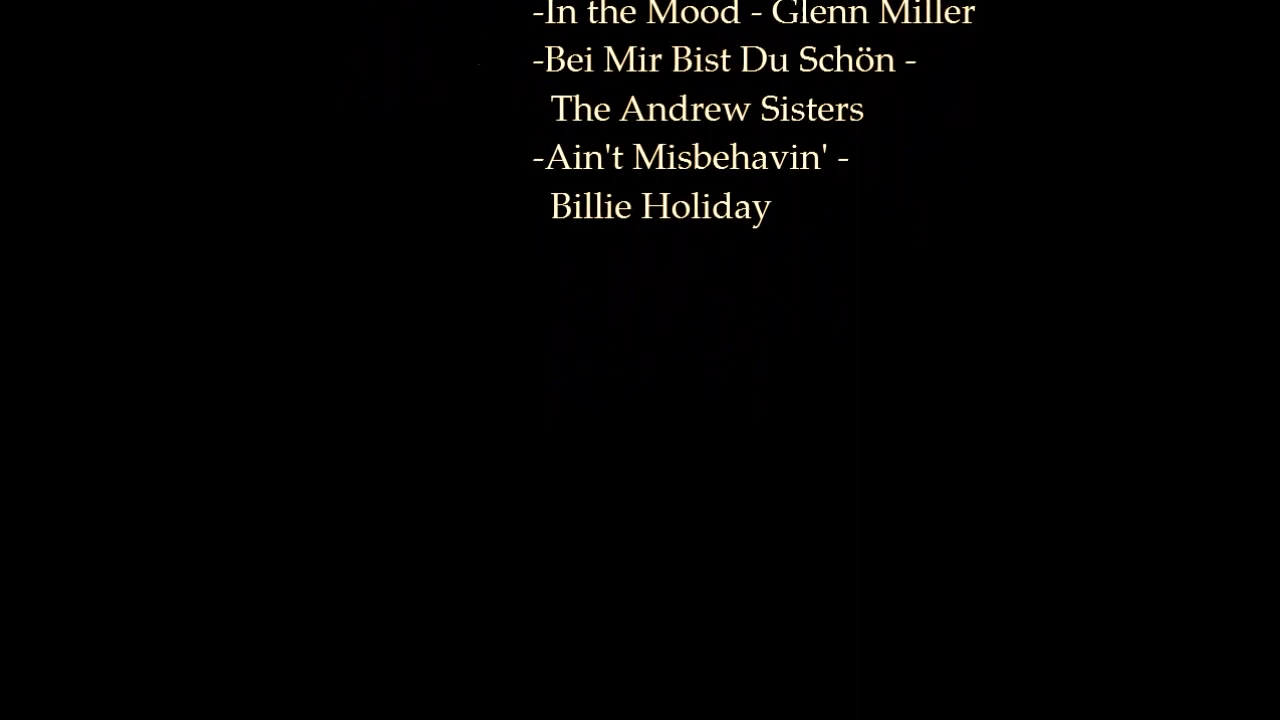 -In the Mood - Glenn Miller
-Bei Mir Bist Du Schön -
The Andrew Sisters
-Ain't Misbehavin' -
Billie Holiday